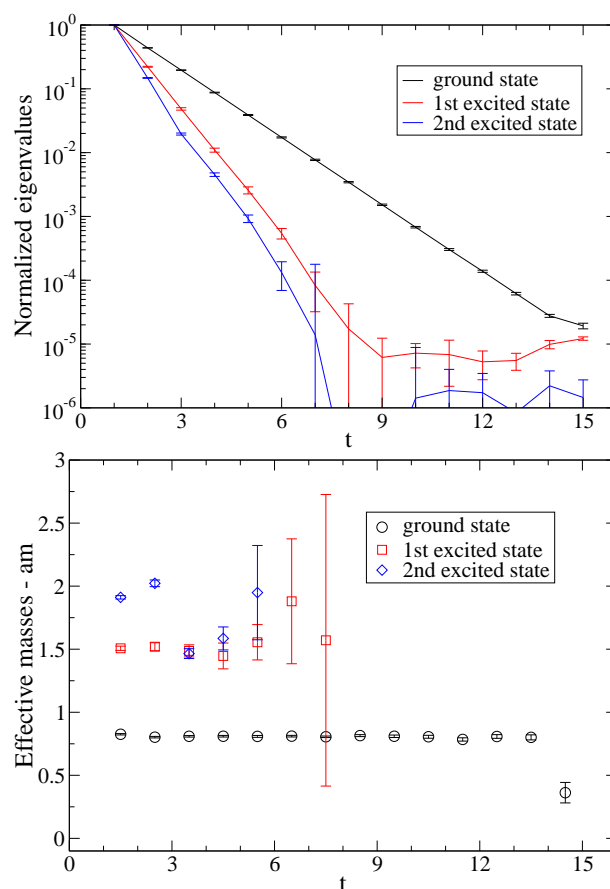 10^0
10^-1
10^-2
10^-3
10^-4
10^-5
10^-6
Normalized eigenvalues
ground state
1st excited state
2nd excited state
0 3 6 9 12 15
t
3
2.5
2
1.5
1
0.5
0
Effective masses - am
ground state
1st excited state
2nd excited state
0 3 6 9 12 15
t